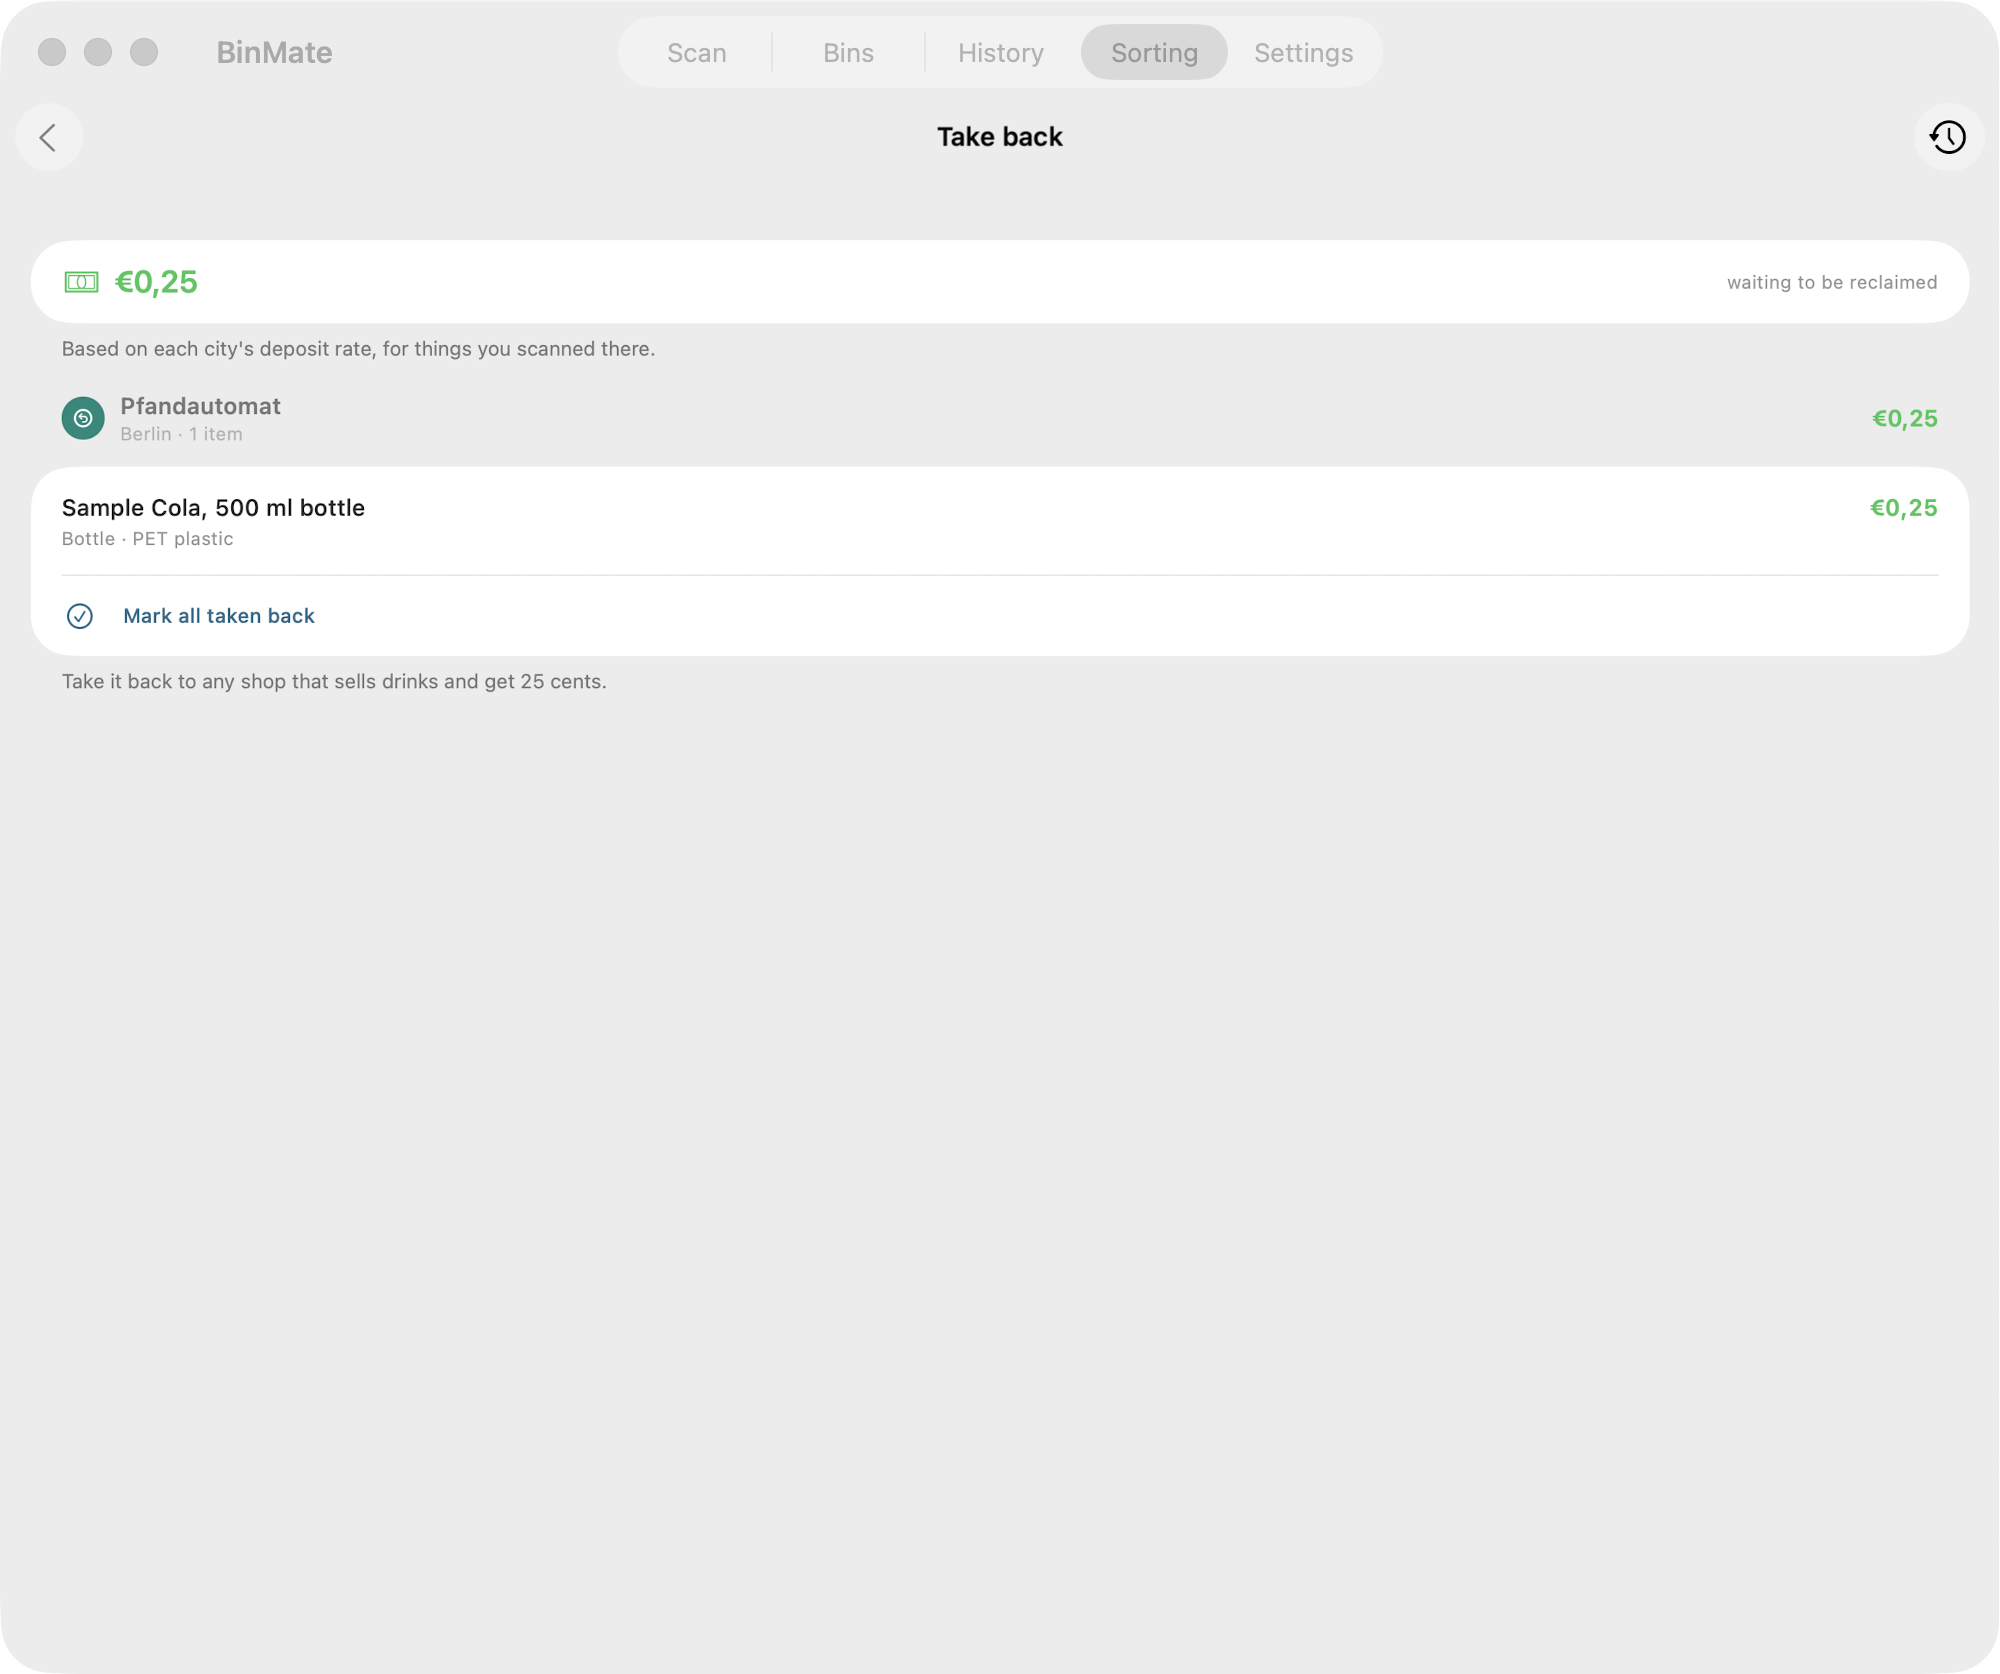 BinMate
Scan
Bins
History
Sorting
Settings
Take back
€0,25
waiting to be reclaimed
Based on each city's deposit rate, for things you scanned there.
Pfandautomat
Berlin · 1 item
€0,25
Sample Cola, 500 ml bottle
€0,25
Bottle · PET plastic
Mark all taken back
Take it back to any shop that sells drinks and get 25 cents.